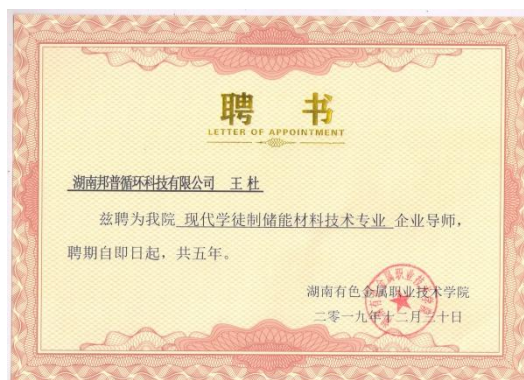 聘 书
LETTER OF APPOINTMENT
湖南邦普循环科技有限公司 王杜
兹聘为我院 现代学徒制储能材料技术专业 企业导师，
聘期自即日起，共五年。
湖南有色金属职业技术学院
二零一九年十二月三十日